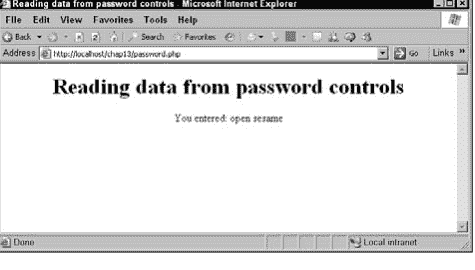 Reading data from password controls - Microsoft Internet Explorer
File Edit View Favorites Tools Help
Back Search Favorites
Address http://localhost/chap13/password.php Go Links »
Reading data from password controls
You entered: open sesame
Done Local intranet